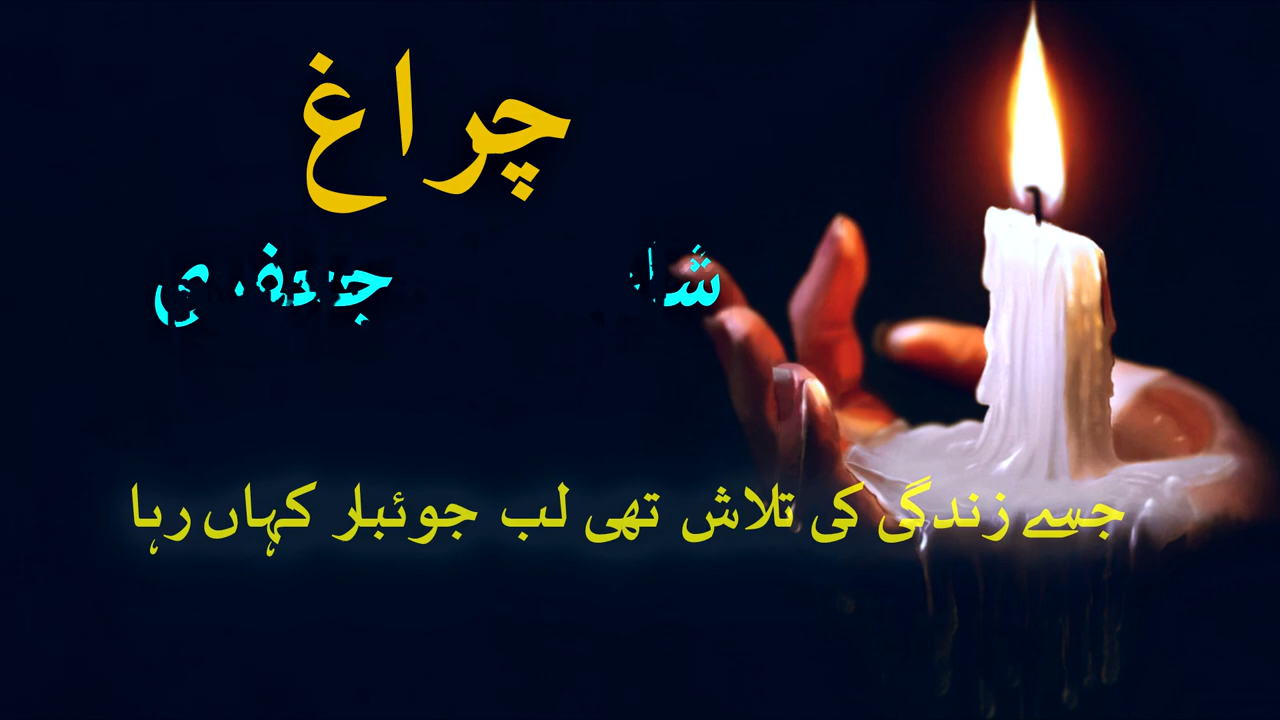 چراغ
جسے زندگی کی تلاش تھی لب جوئبار کہاں رہا